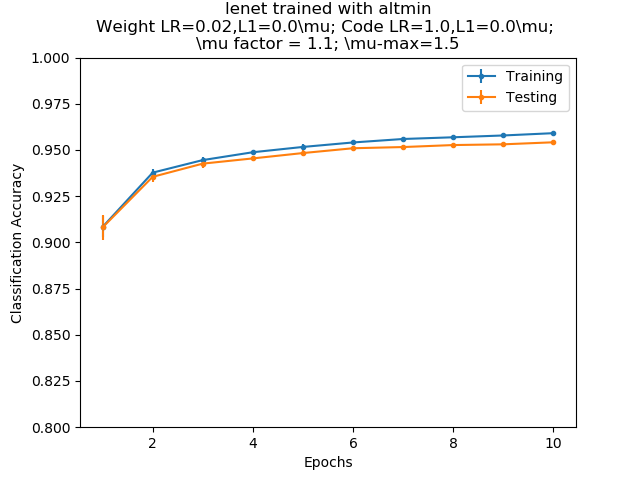 lenet trained with altmin
Weight LR=0.02,L1=0.0\mu; Code LR=1.0,L1=0.0\mu;
\mu factor = 1.1; \mu-max=1.5
1.000
0.975
0.950
0.925
0.900
0.875
0.850
0.825
0.800
Classification Accuracy
Training
Testing
2
4
6
8
10
Epochs